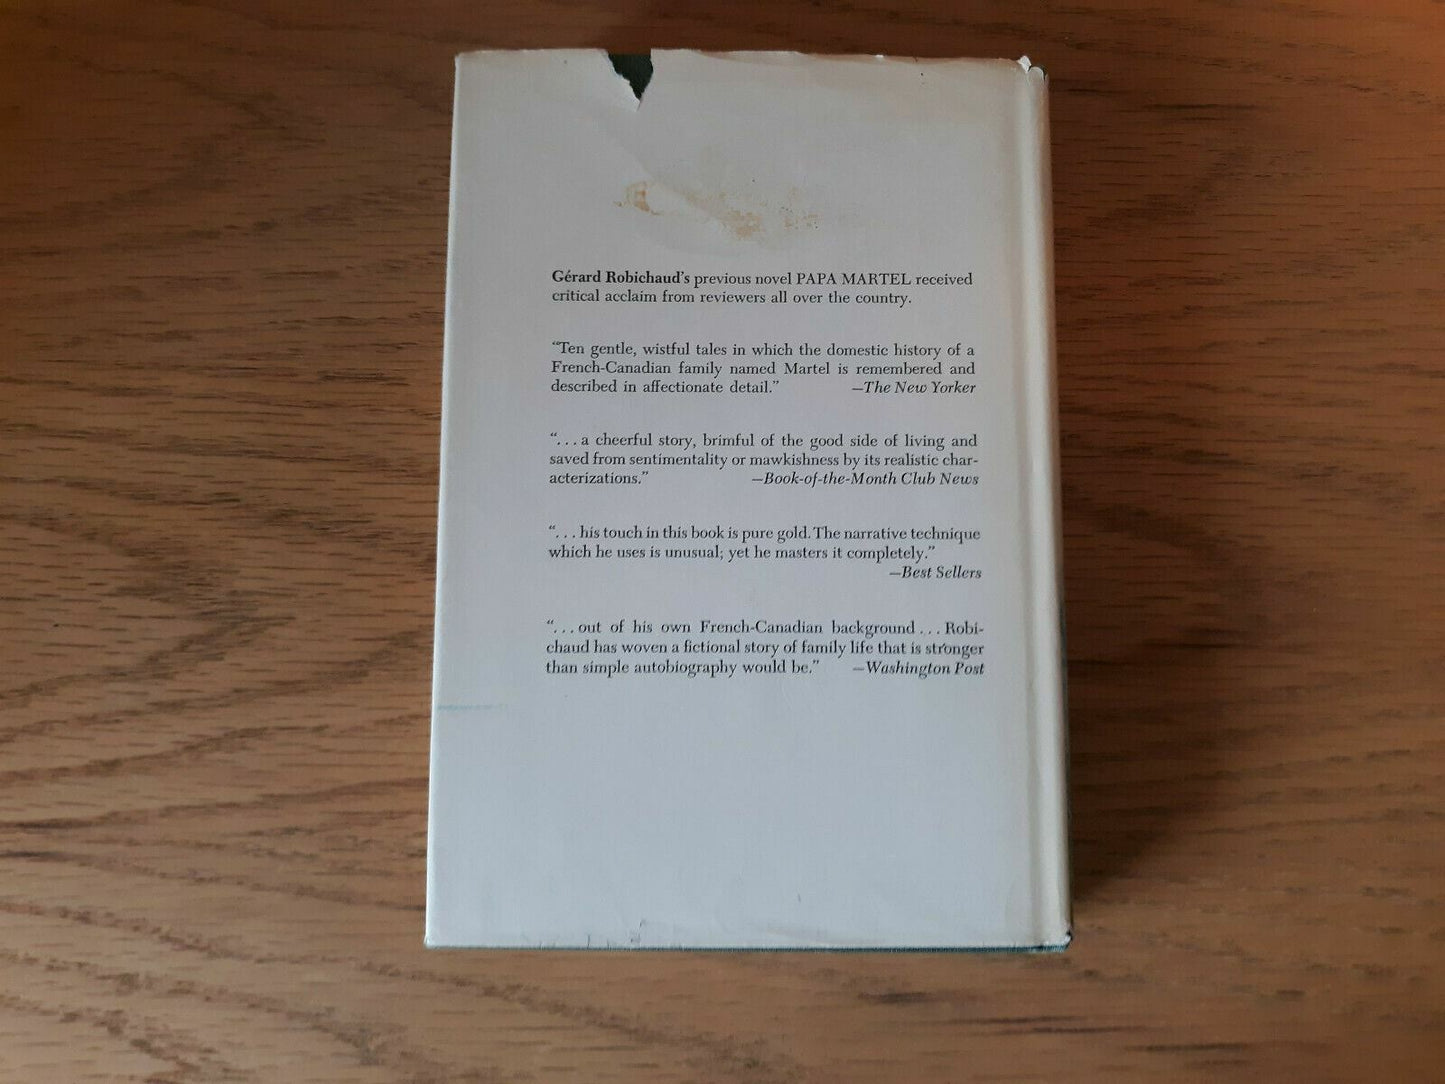 Gérard Robichaud's previous novel PAPA MARTEL received
critical acclaim from reviewers all over the country.
“Ten gentle, wistful tales in which the domestic history of a
French-Canadian family named Martel is remembered and
described in affectionate detail.” —The New Yorker
“. . . a cheerful story, brimful of the good side of living and
saved from sentimentality or mawkishness by its realistic char-
acterizations.” —Book-of-the-Month Club News
“. . . his touch in this book is pure gold. The narrative technique
which he uses is unusual; yet he masters it completely.”
—Best Sellers
“. . . out of his own French-Canadian background . . . Robi-
chaud has woven a fictional story of family life that is stronger
than simple autobiography would be.” —Washington Post